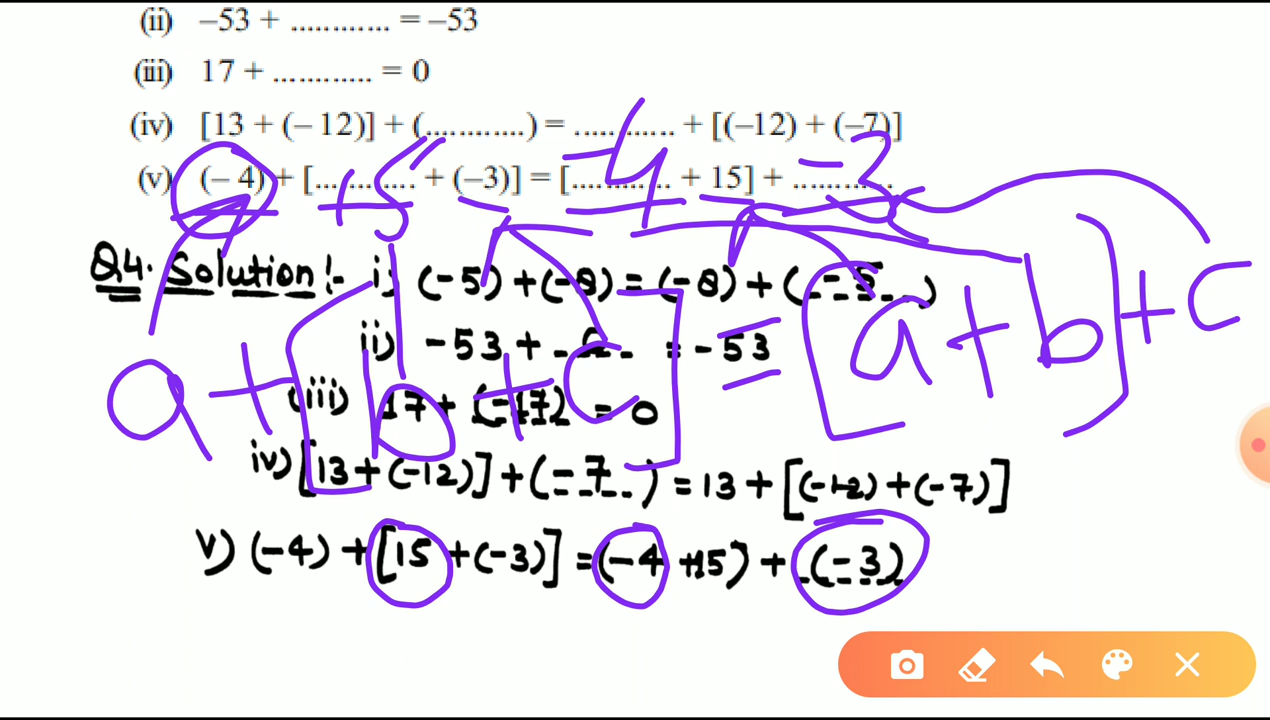 (ii) –53 + ............ = –53
(iii) 17 + ............ = 0
(iv) [13 + (– 12)] + (............) = ............ + [(–12) + (–7)]
(v) (– 4) + [............ + (–3)] = [............ + 15] + ............
15 -4 -3
Q4. Solution :- i) (-5) + (-8) = (-8) + (-5)
ii) -53 + = -53
a + [b + c] = [a + b] + c
(iii) 17 + (-17) = 0
iv) [13 + (-12)] + (-7) = 13 + [(-12) + (-7)]
v) (-4) + [15 + (-3)] = (-4 + 15) + (-3)